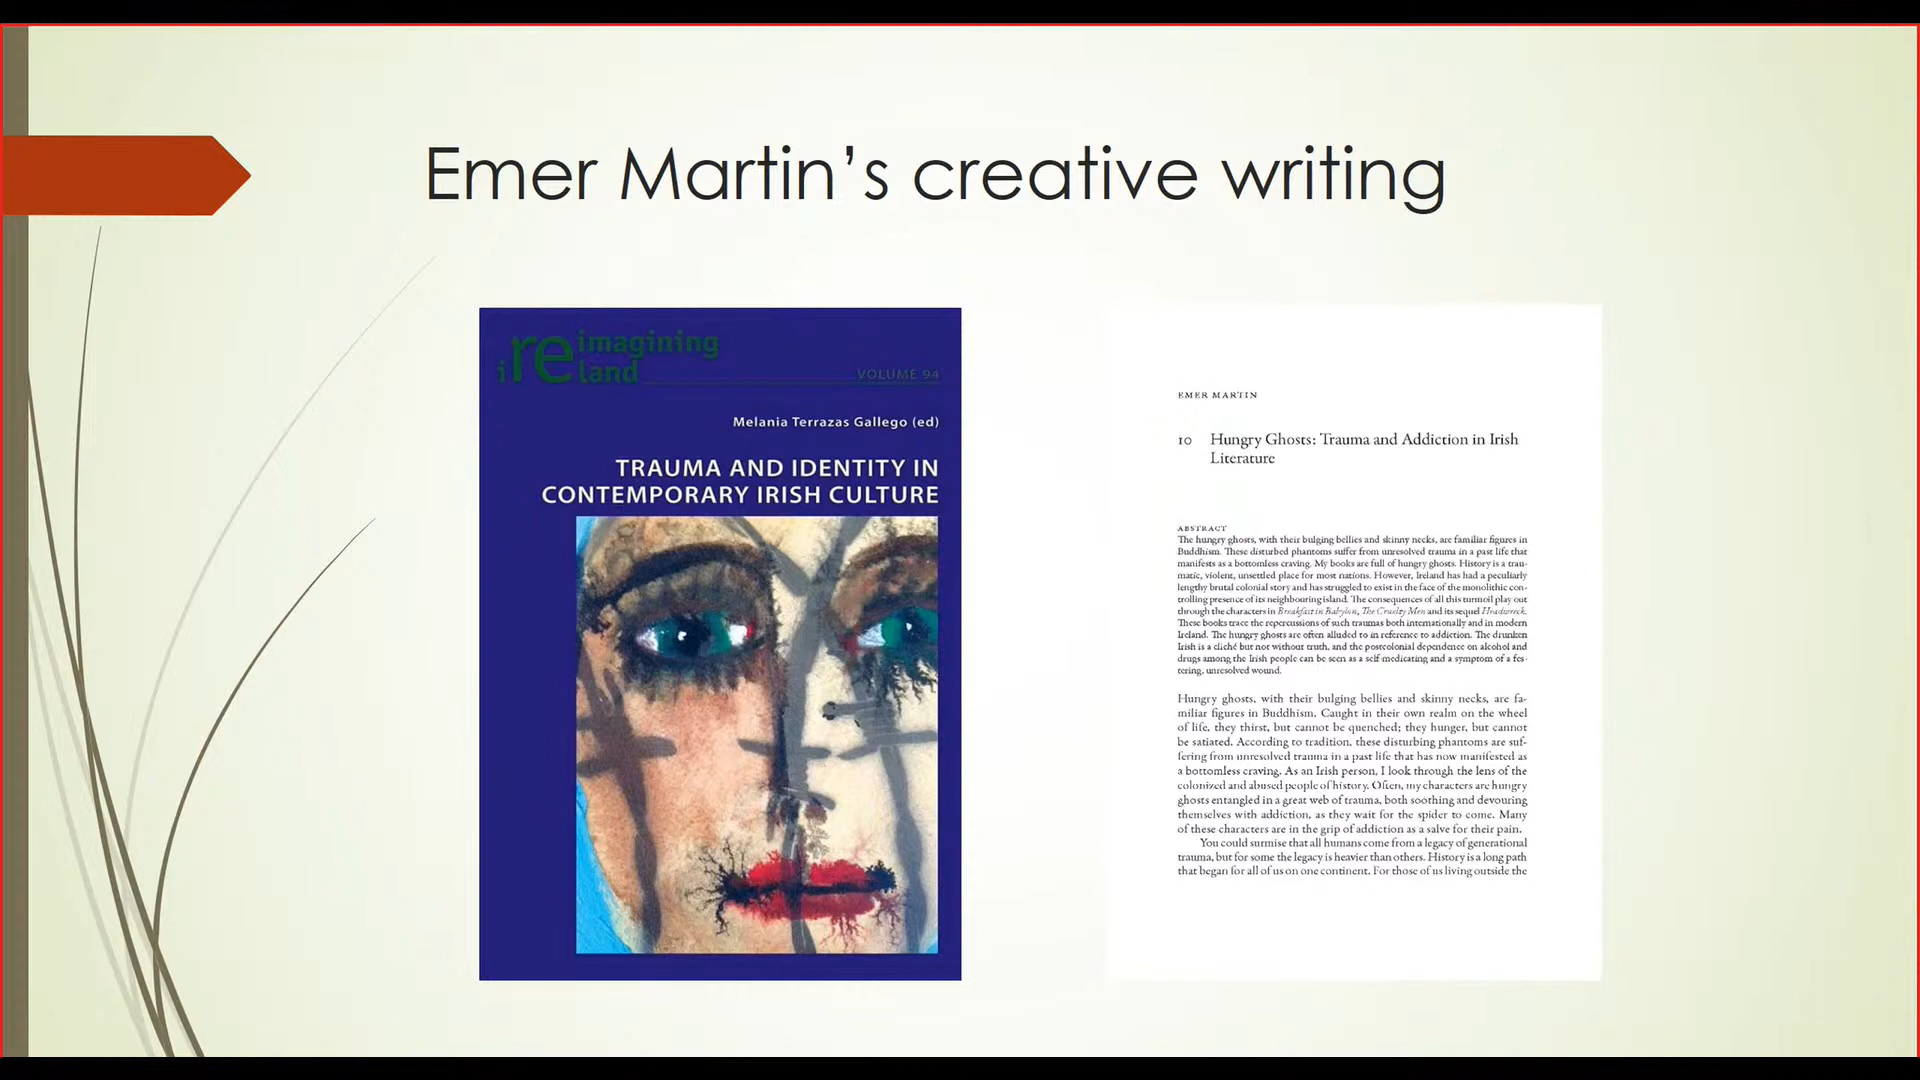 Emer Martin’s creative writing
reimagining
ireland
VOLUME 94
Melania Terrazas Gallego (ed)
TRAUMA AND IDENTITY IN
CONTEMPORARY IRISH CULTURE
EMER MARTIN
10 Hungry Ghosts: Trauma and Addiction in Irish
Literature
ABSTRACT
The hungry ghosts, with their bulging bellies and skinny necks, are familiar figures in
Buddhism. These disturbed phantoms suffer from unresolved trauma in a past life that
manifests as a bottomless craving. My books are full of hungry ghosts. History is a trau-
matic, violent, unsettled place for most nations. However, Ireland has had a peculiarly
lengthy brutal colonial story and has struggled to exist in the face of the monolithic con-
trolling presence of its neighbouring island. The consequences of all this turmoil play out
through the characters in Breakfast in Babylon, The Cruelty Men and its sequel Headwreck.
These books trace the repercussions of such traumas both internationally and in modern
Ireland. The hungry ghosts are often alluded to in reference to addiction. The drunken
Irish is a cliché but not without truth, and the postcolonial dependence on alcohol and
drugs among the Irish people can be seen as a self-medicating and a symptom of a fes-
tering, unresolved wound.
Hungry ghosts, with their bulging bellies and skinny necks, are fa-
miliar figures in Buddhism. Caught in their own realm on the wheel
of life, they thirst, but cannot be quenched; they hunger, but cannot
be satiated. According to tradition, these disturbing phantoms are suf-
fering from unresolved trauma in a past life that has now manifested as
a bottomless craving. As an Irish person, I look through the lens of the
colonized and abused people of history. Often, my characters are hungry
ghosts entangled in a great web of trauma, both soothing and devouring
themselves with addiction, as they wait for the spider to come. Many
of these characters are in the grip of addiction as a salve for their pain.
You could surmise that all humans come from a legacy of generational
trauma, but for some the legacy is heavier than others. History is a long path
that began for all of us on one continent. For those of us living outside the